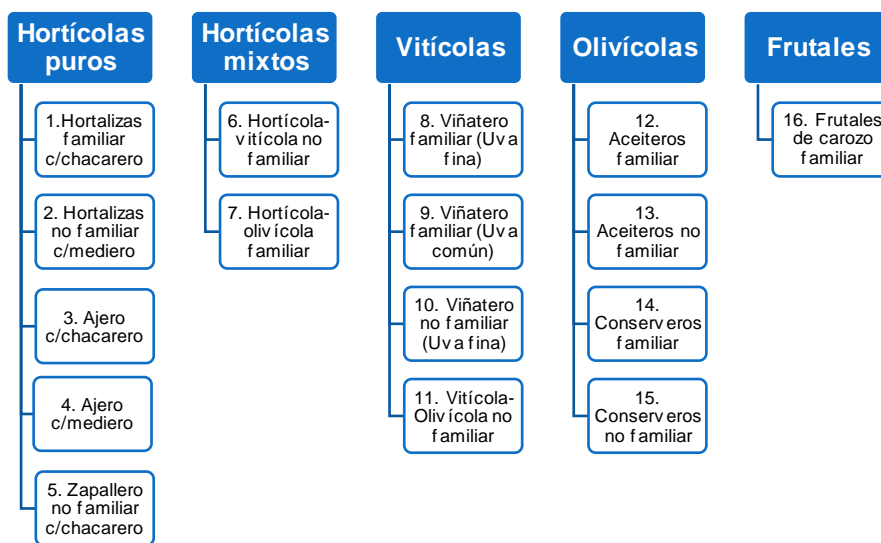 Hortícolas
puros
1.Hortalizas
familiar
c/chacarero
2. Hortalizas
no familiar
c/mediero
3. Ajero
c/chacarero
4. Ajero
c/mediero
5. Zapallero
no familiar
c/chacarero
Hortícolas
mixtos
6. Hortícola-
vitícola no
familiar
7. Hortícola-
olivícola
familiar
Vitícolas
8. Viñatero
familiar (Uva
fina)
9. Viñatero
familiar (Uva
común)
10. Viñatero
no familiar
(Uva fina)
11. Vitícola-
Olivícola no
familiar
Olivícolas
12.
Aceiteros
familiar
13.
Aceiteros no
familiar
14.
Conserveros
familiar
15.
Conserveros
no familiar
Frutales
16. Frutales
de carozo
familiar